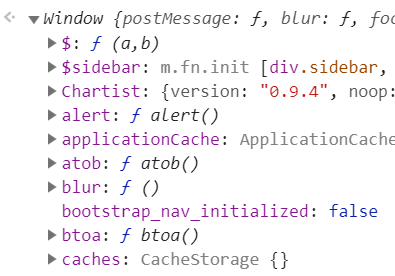 Window {postMessage: ƒ, blur: ƒ, foc
$: ƒ (a,b)
$sidebar: m.fn.init [div.sidebar,
Chartist: {version: "0.9.4", noop:
alert: ƒ alert()
applicationCache: ApplicationCache
atob: ƒ atob()
blur: ƒ ()
bootstrap_nav_initialized: false
btoa: ƒ btoa()
caches: CacheStorage {}